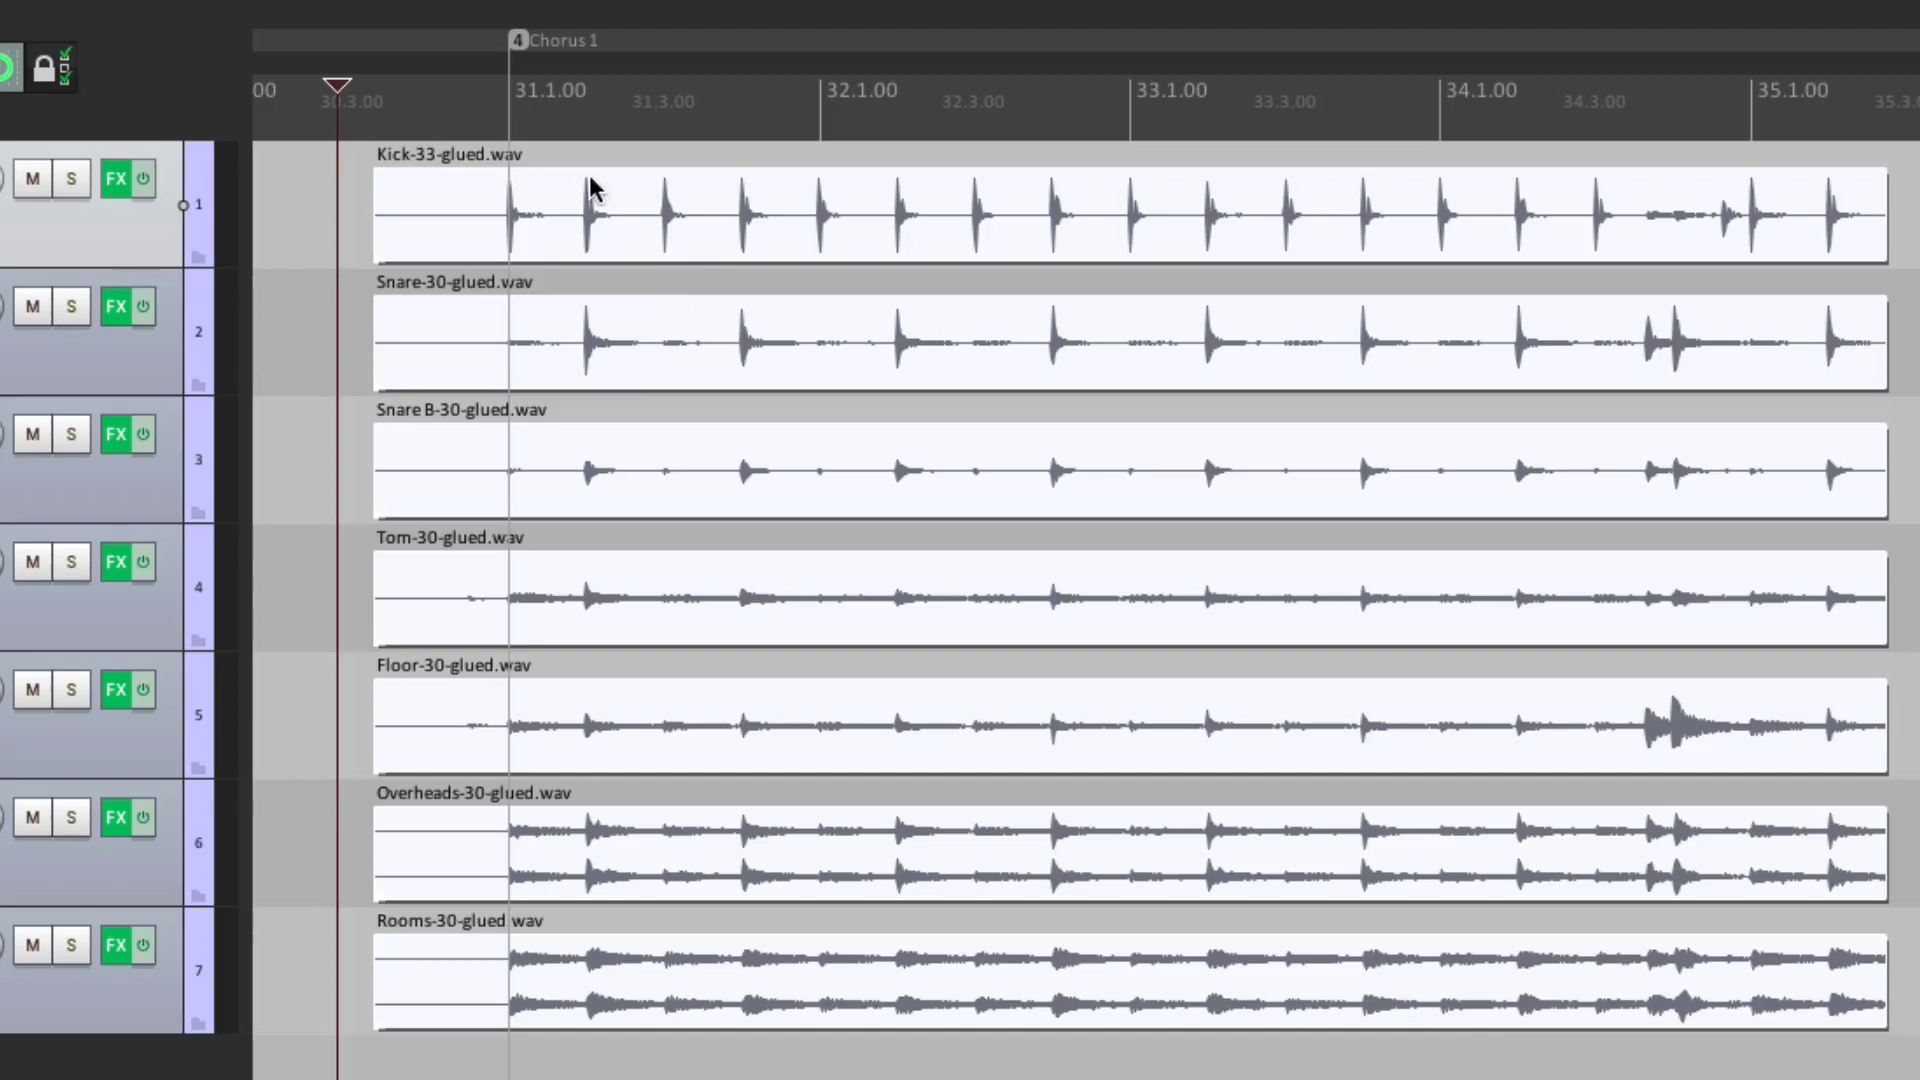 4 Chorus 1
00 31.1.00 32.1.00 33.1.00 34.1.00 35.1.00
30.3.00 31.3.00 32.3.00 33.3.00 34.3.00
Kick-33-glued.wav
M S FX 1
Snare-30-glued.wav
M S FX 2
Snare B-30-glued.wav
M S FX 3
Tom-30-glued.wav
M S FX 4
Floor-30-glued.wav
M S FX 5
Overheads-30-glued.wav
M S FX 6
Rooms-30-glued wav
M S FX 7